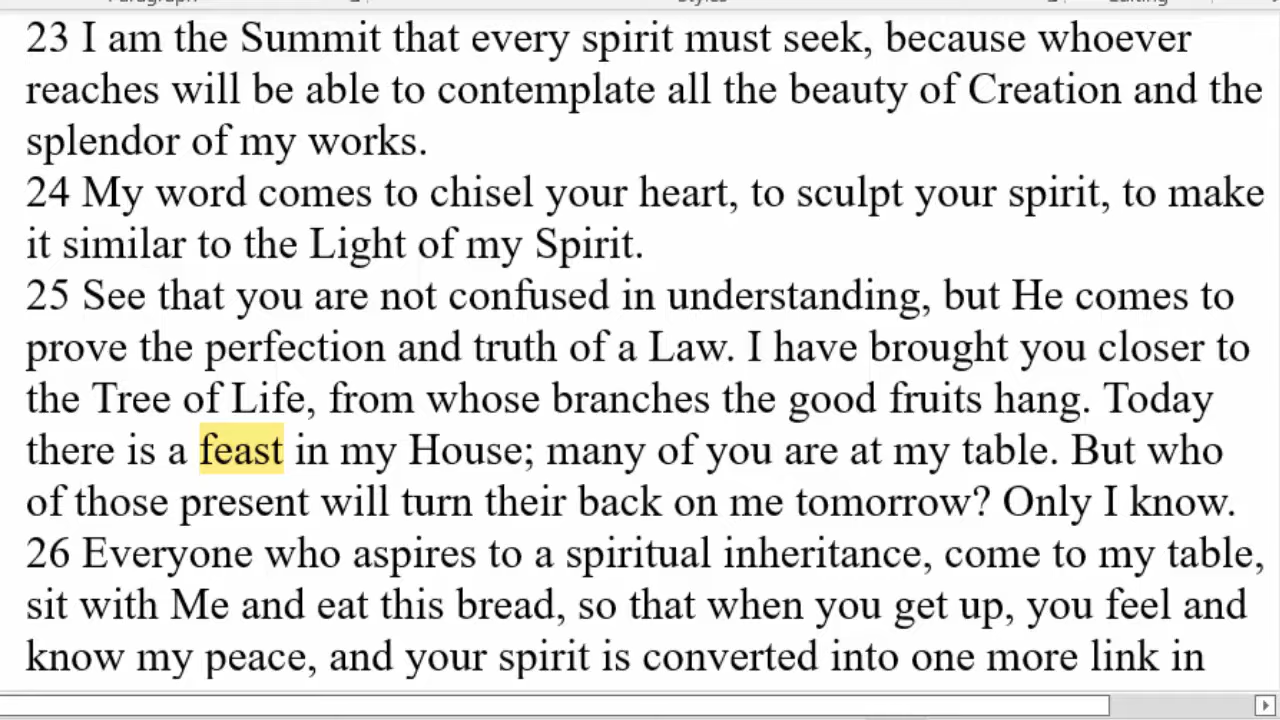 23 I am the Summit that every spirit must seek, because whoever
reaches will be able to contemplate all the beauty of Creation and the
splendor of my works.
24 My word comes to chisel your heart, to sculpt your spirit, to make
it similar to the Light of my Spirit.
25 See that you are not confused in understanding, but He comes to
prove the perfection and truth of a Law. I have brought you closer to
the Tree of Life, from whose branches the good fruits hang. Today
there is a feast in my House; many of you are at my table. But who
of those present will turn their back on me tomorrow? Only I know.
26 Everyone who aspires to a spiritual inheritance, come to my table,
sit with Me and eat this bread, so that when you get up, you feel and
know my peace, and your spirit is converted into one more link in